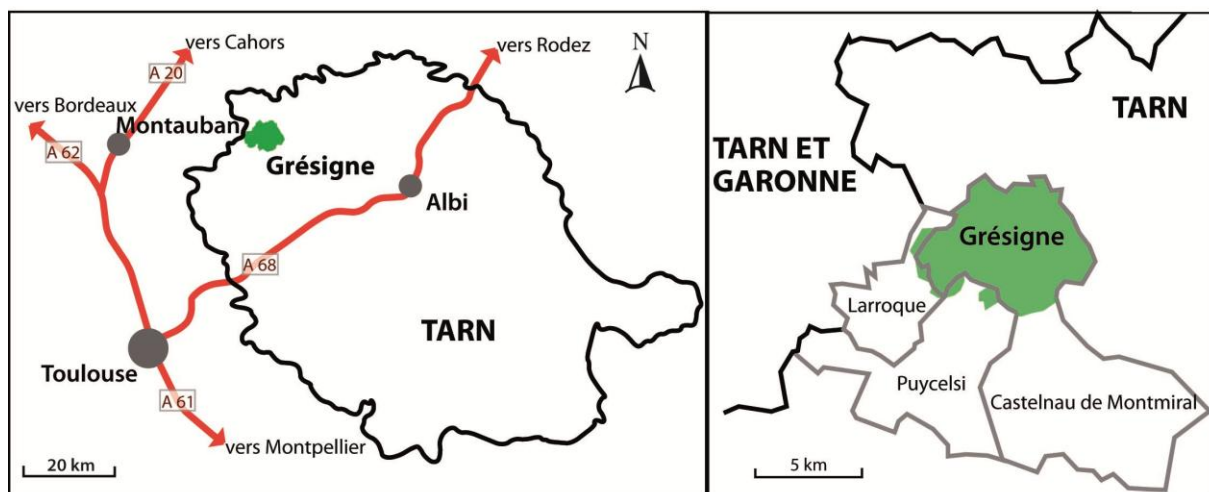 vers Cahors
vers Rodez
N
A 20
vers Bordeaux
Montauban
A 62
Grésigne
Albi
A 68
TARN
Toulouse
A 61
vers Montpellier
20 km
TARN
TARN ET
GARONNE
Grésigne
Larroque
Puycelsi
Castelnau de Montmiral
5 km